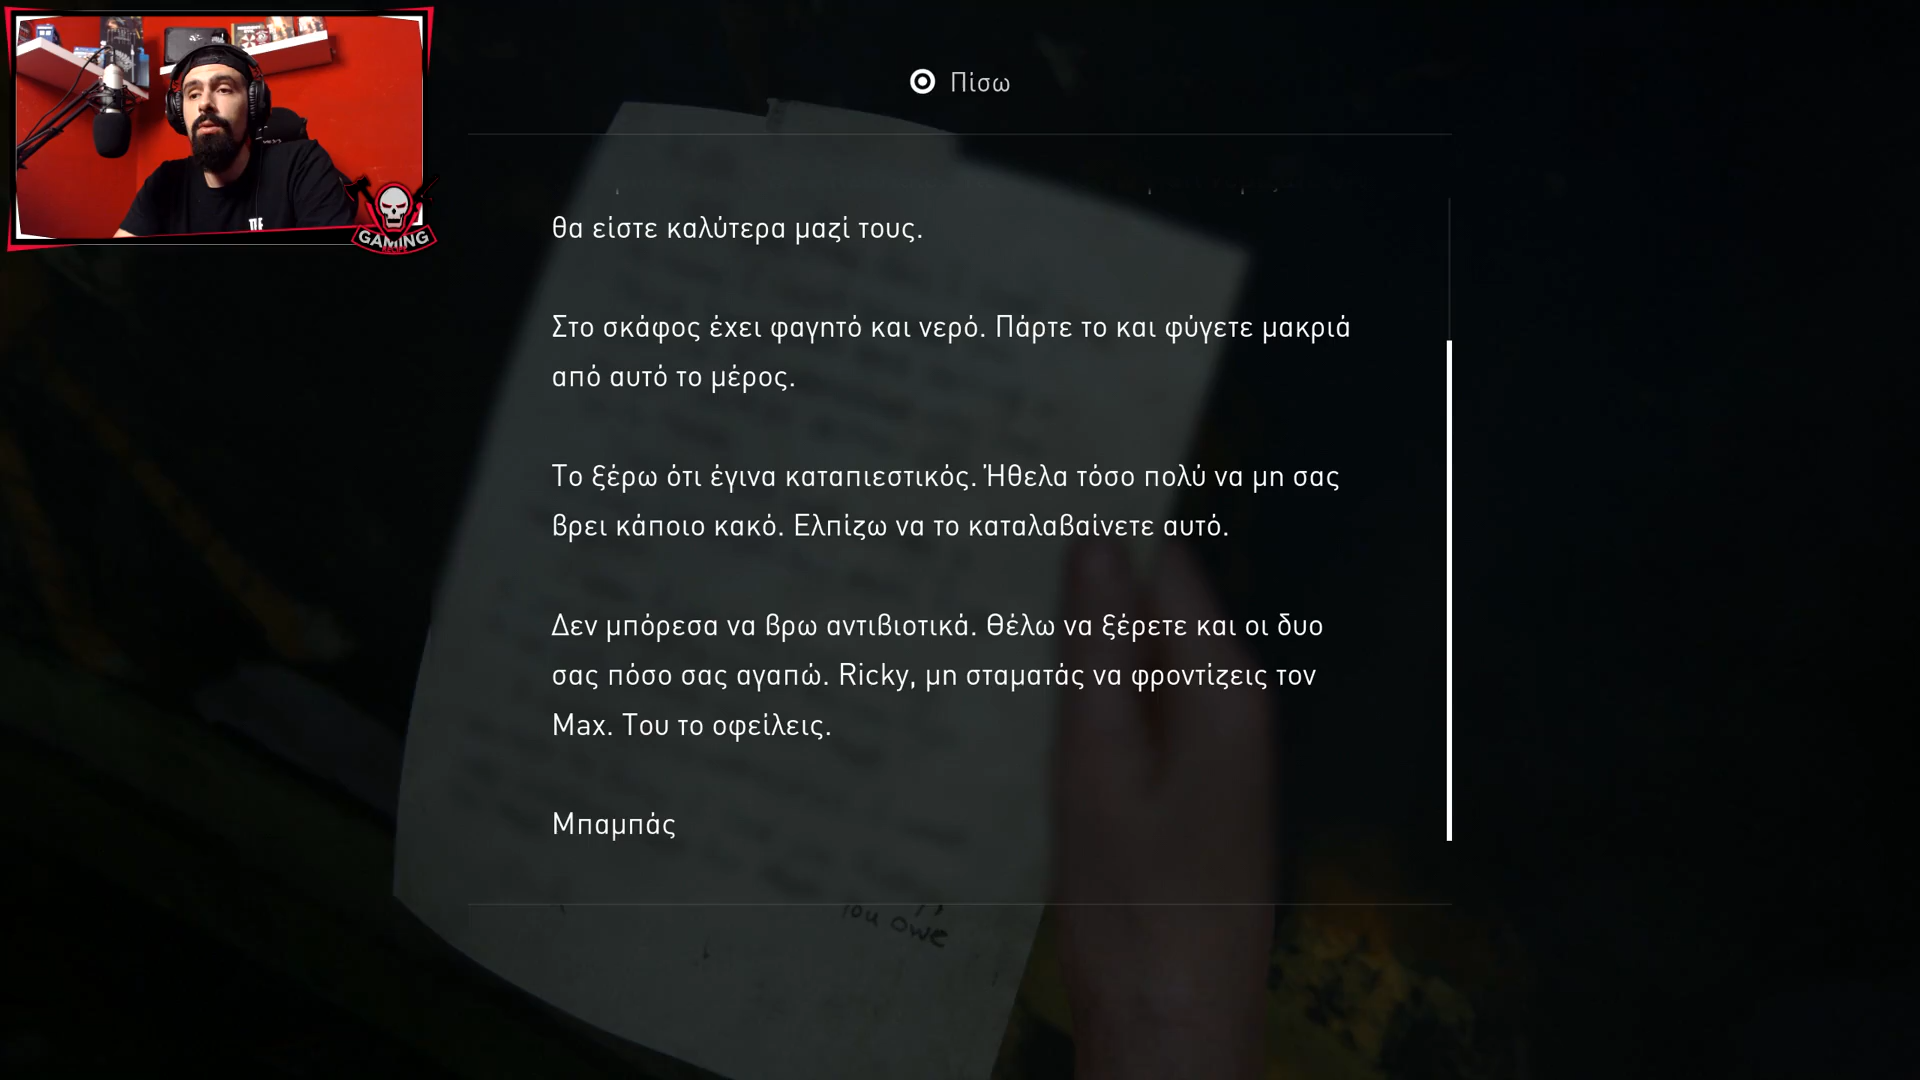 Πίσω
θα είστε καλύτερα μαζί τους.
Στο σκάφος έχει φαγητό και νερό. Πάρτε το και φύγετε μακριά
από αυτό το μέρος.
Το ξέρω ότι έγινα καταπιεστικός. Ήθελα τόσο πολύ να μη σας
βρει κάποιο κακό. Ελπίζω να το καταλαβαίνετε αυτό.
Δεν μπόρεσα να βρω αντιβιοτικά. Θέλω να ξέρετε και οι δυο
σας πόσο σας αγαπώ. Ricky, μη σταματάς να φροντίζεις τον
Max. Του το οφείλεις.
Μπαμπάς
You owe
GAMING